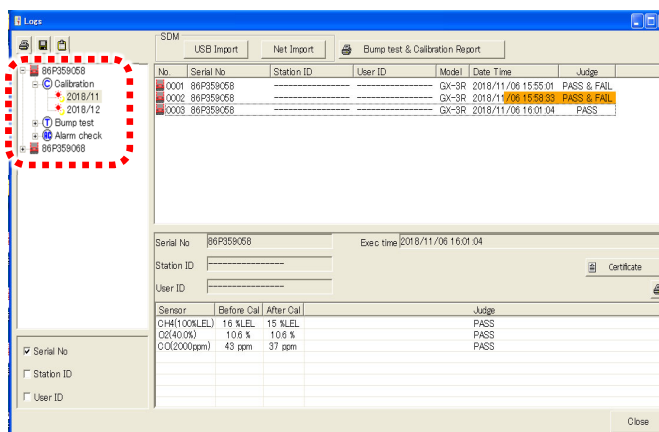 Logs
SDM
USB Import Net Import Bump test & Calibration Report
86P359058
C Calibration
2018/11
2018/12
T Bump test
Alarm check
86P359068
No. Serial No Station ID User ID Model Date Time Judge
0001 86P359058 ---------------- ---------------- GX-3R 2018/11/06 15:55:01 PASS & FAIL
0002 86P359058 ---------------- ---------------- GX-3R 2018/11/06 15:58:33 PASS & FAIL
0003 86P359058 ---------------- ---------------- GX-3R 2018/11/06 16:01:04 PASS
Serial No 86P359058 Exec time 2018/11/06 16:01:04
Station ID ----------------
Certificate
User ID ----------------
Sensor Before Cal After Cal Judge
CH4(100%LEL) 16 %LEL 15 %LEL PASS
O2(40.0%) 10.6 % 10.6 % PASS
CO(2000ppm) 43 ppm 37 ppm PASS
Serial No
Station ID
User ID
Close